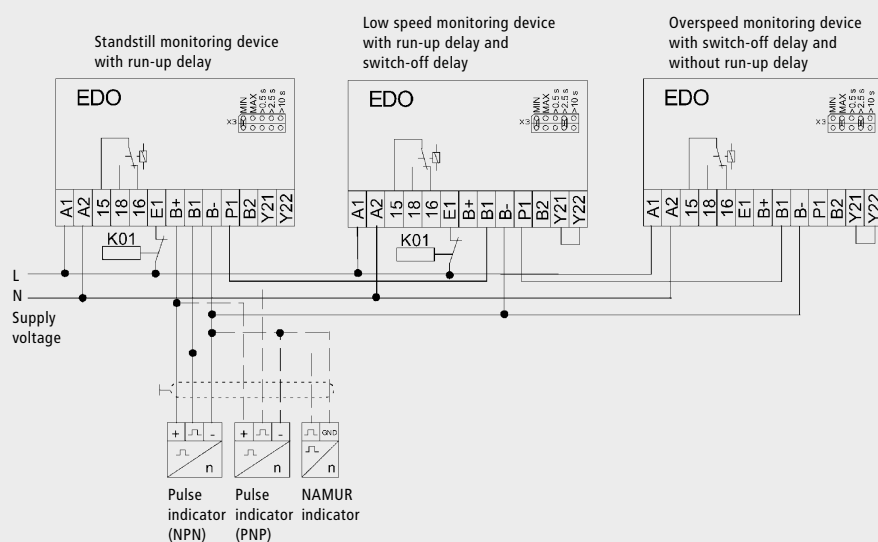 Standstill monitoring device
with run-up delay
Low speed monitoring device
with run-up delay and
switch-off delay
Overspeed monitoring device
with switch-off delay and
without run-up delay
EDO
X3 MIN MAX >0.5 s >2.5 s >10 s
EDO
X3 MIN MAX >0.5 s >2.5 s >10 s
EDO
X3 MIN MAX >0.5 s >2.5 s >10 s
A1 A2 15 18 16 E1 B+ B1 B- P1 B2 Y21 Y22
A1 A2 15 18 16 E1 B+ B1 B- P1 B2 Y21 Y22
A1 A2 15 18 16 E1 B+ B1 B- P1 B2 Y21 Y22
K01
K01
L
N
Supply
voltage
+ -
n
+ -
n
GND
n
Pulse
indicator
(NPN)
Pulse
indicator
(PNP)
NAMUR
indicator